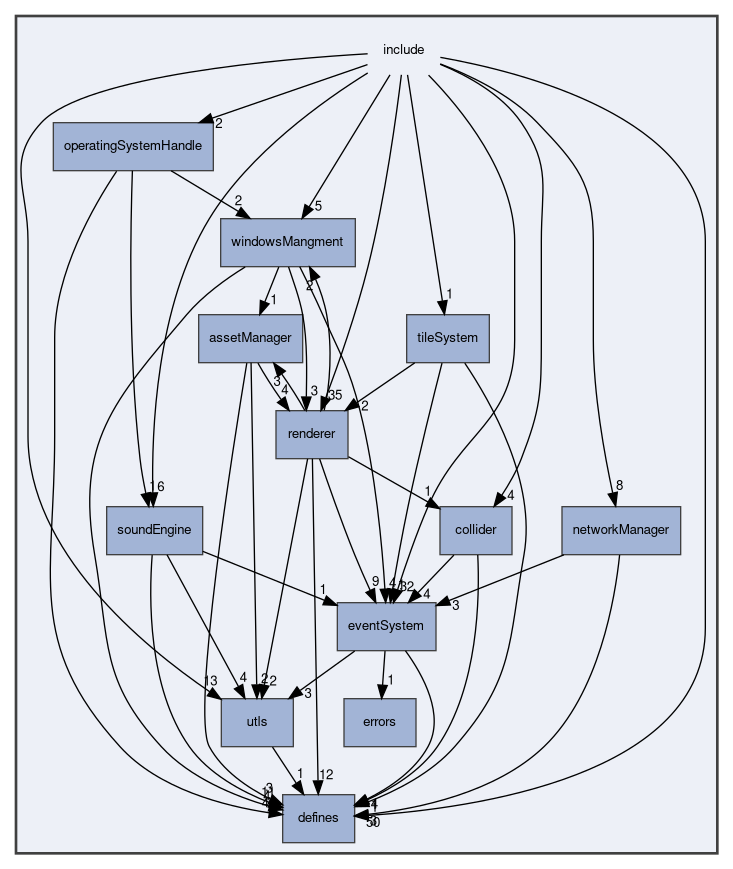 include
2
operatingSystemHandle
2
5
windowsMangment
2
1
1
assetManager
tileSystem
3
4
3
35
2
renderer
16
1
4
8
soundEngine
collider
networkManager
1
9
4
32
4
3
eventSystem
13
4
2
2
3
1
utls
errors
1
12
defines
50